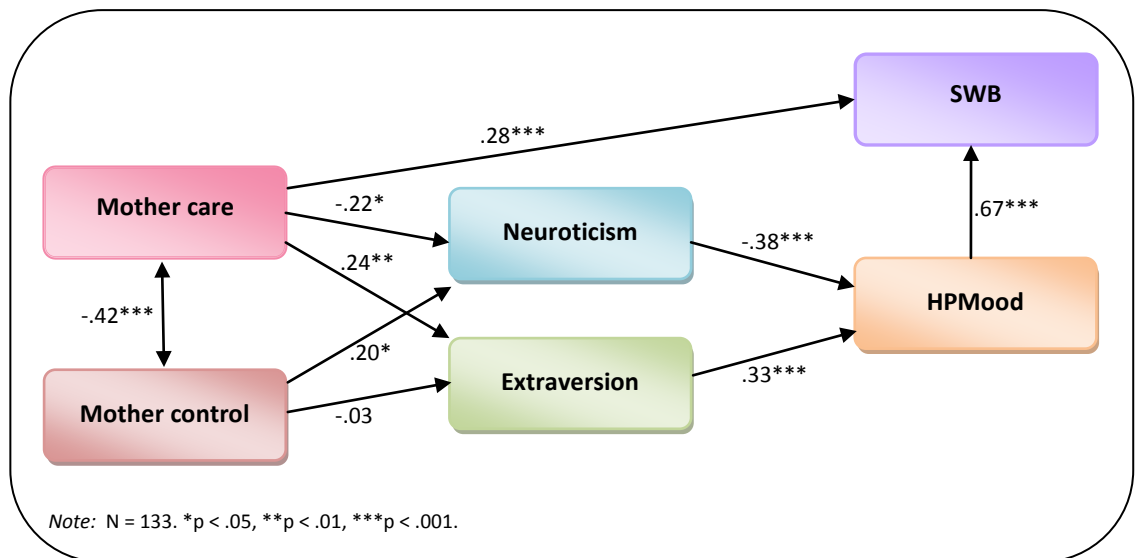 SWB
.28***
Mother care
-.22*
Neuroticism
.67***
-.38***
.24**
HPMood
-.42***
.20*
Extraversion
.33***
Mother control
-.03
Note: N = 133. *p < .05, **p < .01, ***p < .001.